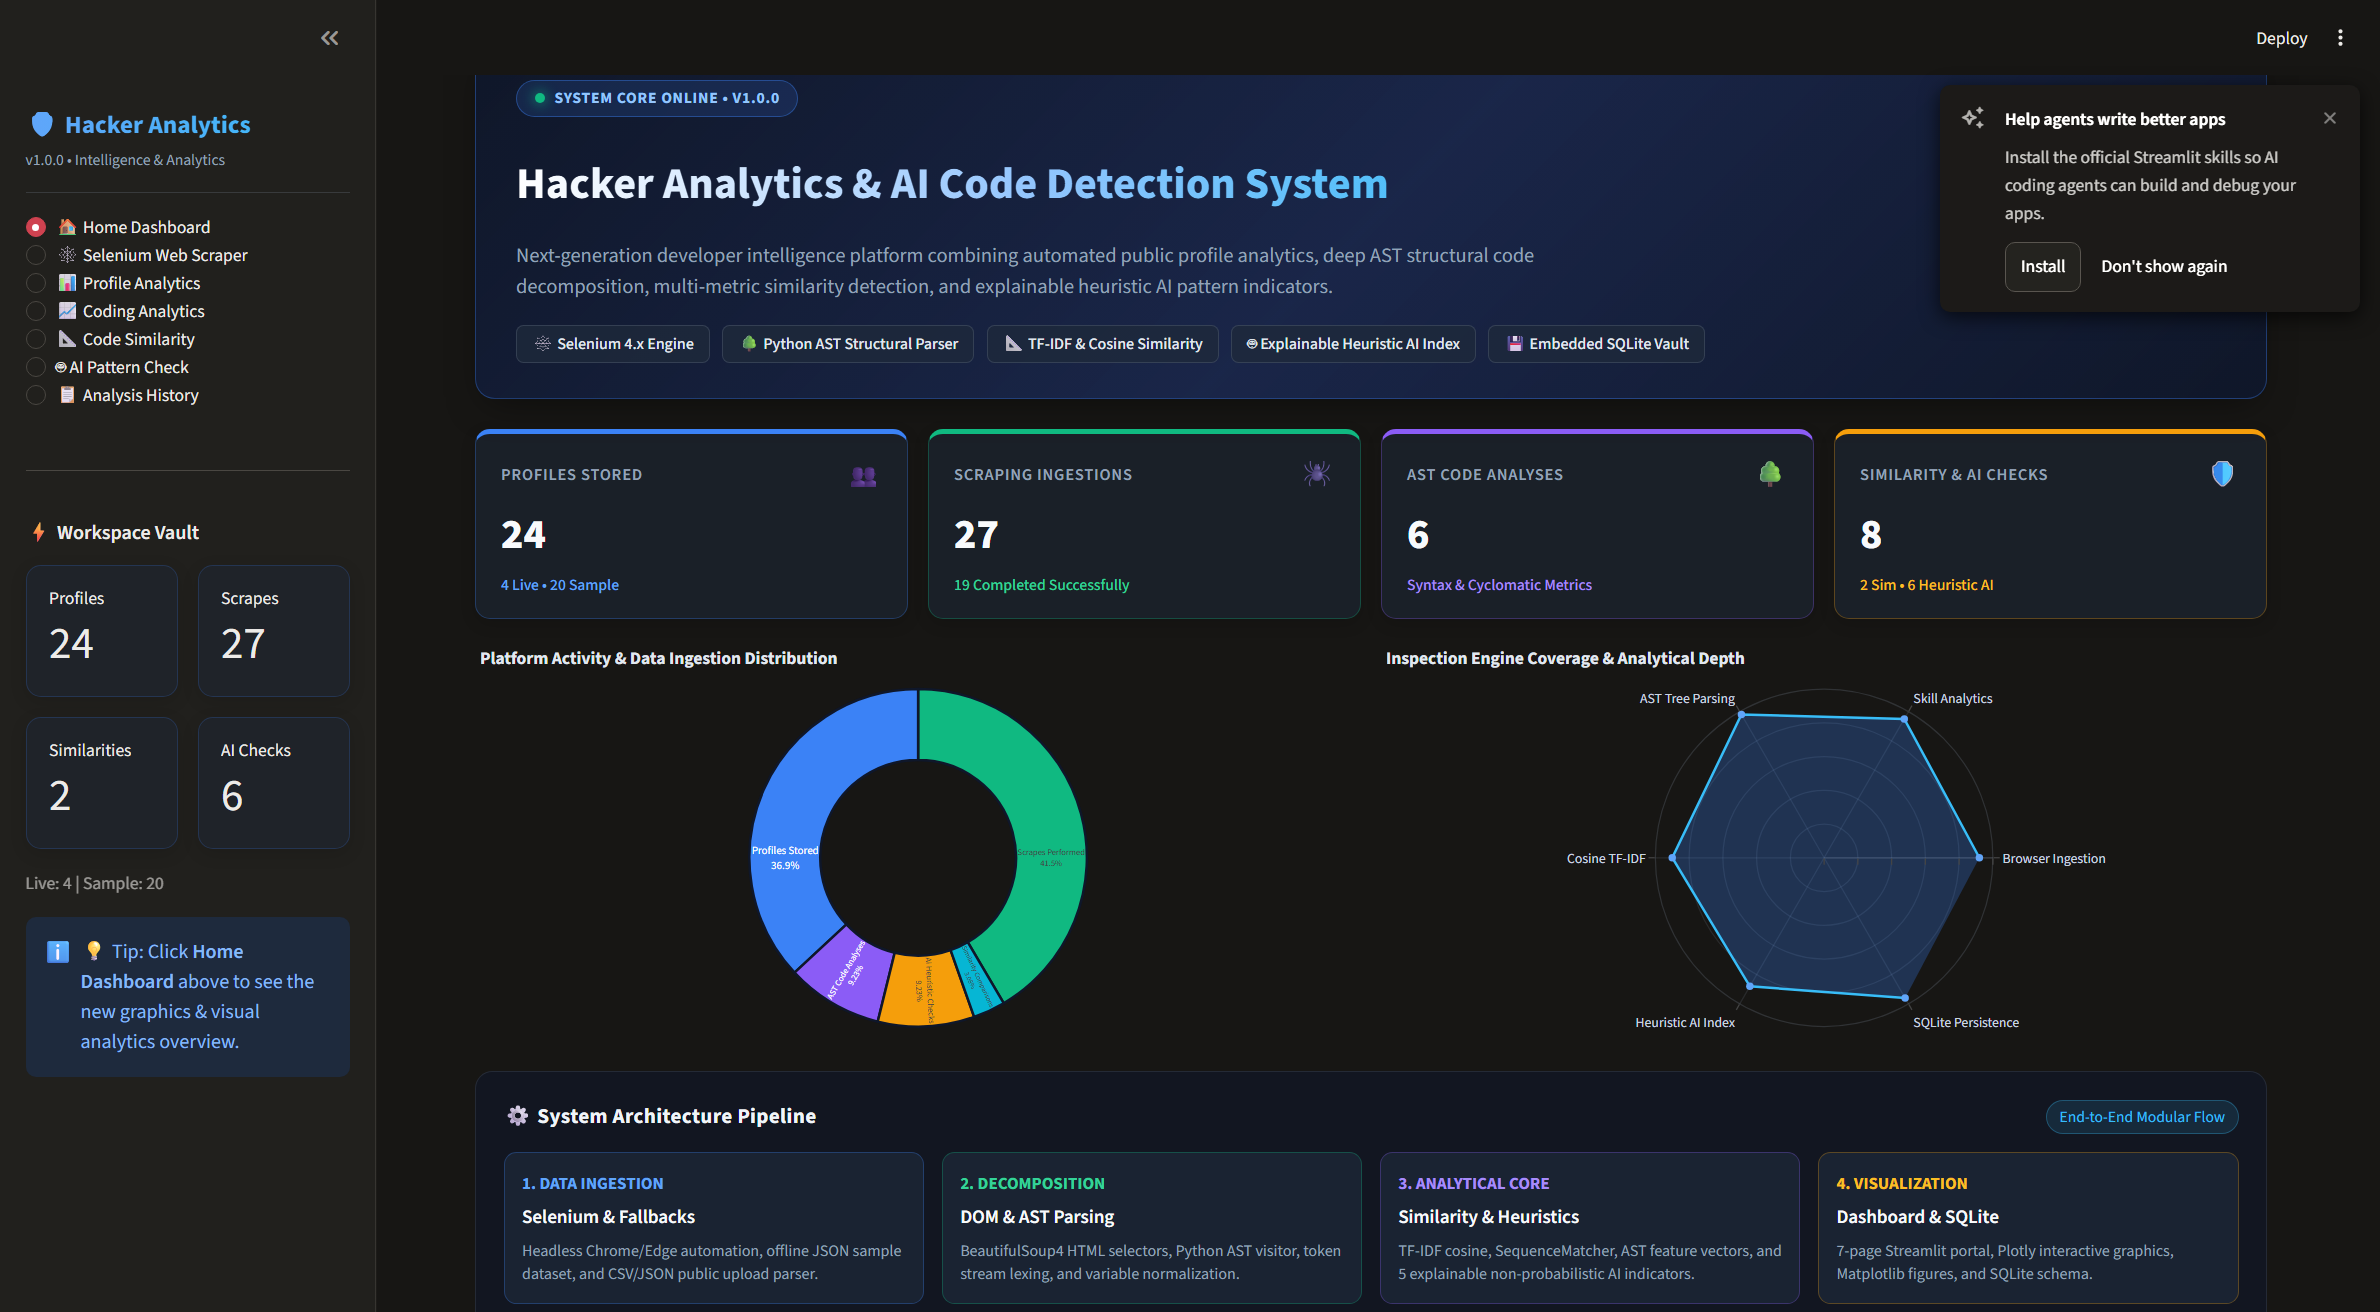 Deploy
Hacker Analytics
v1.0.0 • Intelligence & Analytics
Home Dashboard
Selenium Web Scraper
Profile Analytics
Coding Analytics
Code Similarity
AI Pattern Check
Analysis History
Workspace Vault
Profiles
24
Scrapes
27
Similarities
2
AI Checks
6
Live: 4 | Sample: 20
Tip: Click Home
Dashboard above to see the
new graphics & visual
analytics overview.
SYSTEM CORE ONLINE • V1.0.0
Hacker Analytics & AI Code Detection System
Next-generation developer intelligence platform combining automated public profile analytics, deep AST structural code
decomposition, multi-metric similarity detection, and explainable heuristic AI pattern indicators.
Selenium 4.x Engine
Python AST Structural Parser
TF-IDF & Cosine Similarity
Explainable Heuristic AI Index
Embedded SQLite Vault
Help agents write better apps
Install the official Streamlit skills so AI
coding agents can build and debug your
apps.
Install
Don't show again
PROFILES STORED
24
4 Live • 20 Sample
SCRAPING INGESTIONS
27
19 Completed Successfully
AST CODE ANALYSES
6
Syntax & Cyclomatic Metrics
SIMILARITY & AI CHECKS
8
2 Sim • 6 Heuristic AI
Platform Activity & Data Ingestion Distribution
Profiles Stored
36.9%
Scrapes Performed
41.5%
AST Code Analyses
9.23%
AI Heuristic Checks
9.23%
Inspection Engine Coverage & Analytical Depth
AST Tree Parsing
Skill Analytics
Cosine TF-IDF
Browser Ingestion
Heuristic AI Index
SQLite Persistence
System Architecture Pipeline
End-to-End Modular Flow
1. DATA INGESTION
Selenium & Fallbacks
Headless Chrome/Edge automation, offline JSON sample
dataset, and CSV/JSON public upload parser.
2. DECOMPOSITION
DOM & AST Parsing
BeautifulSoup4 HTML selectors, Python AST visitor, token
stream lexing, and variable normalization.
3. ANALYTICAL CORE
Similarity & Heuristics
TF-IDF cosine, SequenceMatcher, AST feature vectors, and
5 explainable non-probabilistic AI indicators.
4. VISUALIZATION
Dashboard & SQLite
7-page Streamlit portal, Plotly interactive graphics,
Matplotlib figures, and SQLite schema.